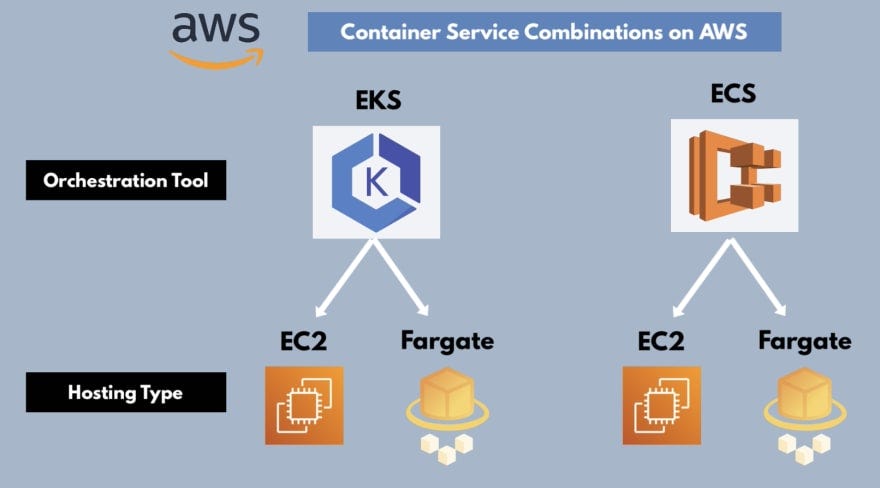 aws
Container Service Combinations on AWS
EKS
ECS
Orchestration Tool
K
EC2
Fargate
EC2
Fargate
Hosting Type